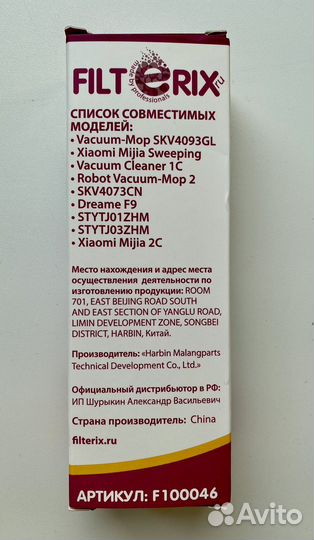 FILTERIX.ru
made by professionals
СПИСОК СОВМЕСТИМЫХ
МОДЕЛЕЙ:
• Vacuum-Mop SKV4093GL
• Xiaomi Mijia Sweeping
• Vacuum Cleaner 1C
• Robot Vacuum-Mop 2
• SKV4073CN
• Dreame F9
• STYTJ01ZHM
• STYTJ03ZHM
• Xiaomi Mijia 2C
Место нахождения и адрес места
осуществления деятельности по
изготовлению продукции: ROOM
701, EAST BEIJING ROAD SOUTH
AND EAST SECTION OF YANGLU ROAD,
LIMIN DEVELOPMENT ZONE, SONGBEI
DISTRICT, HARBIN, Китай.
Производитель: «Harbin Malangparts
Technical Development Co., Ltd.»
Официальный дистрибьютор в РФ:
ИП Шурыкин Александр Васильевич
Страна производитель: China
filterix.ru
АРТИКУЛ: F100046
Avito